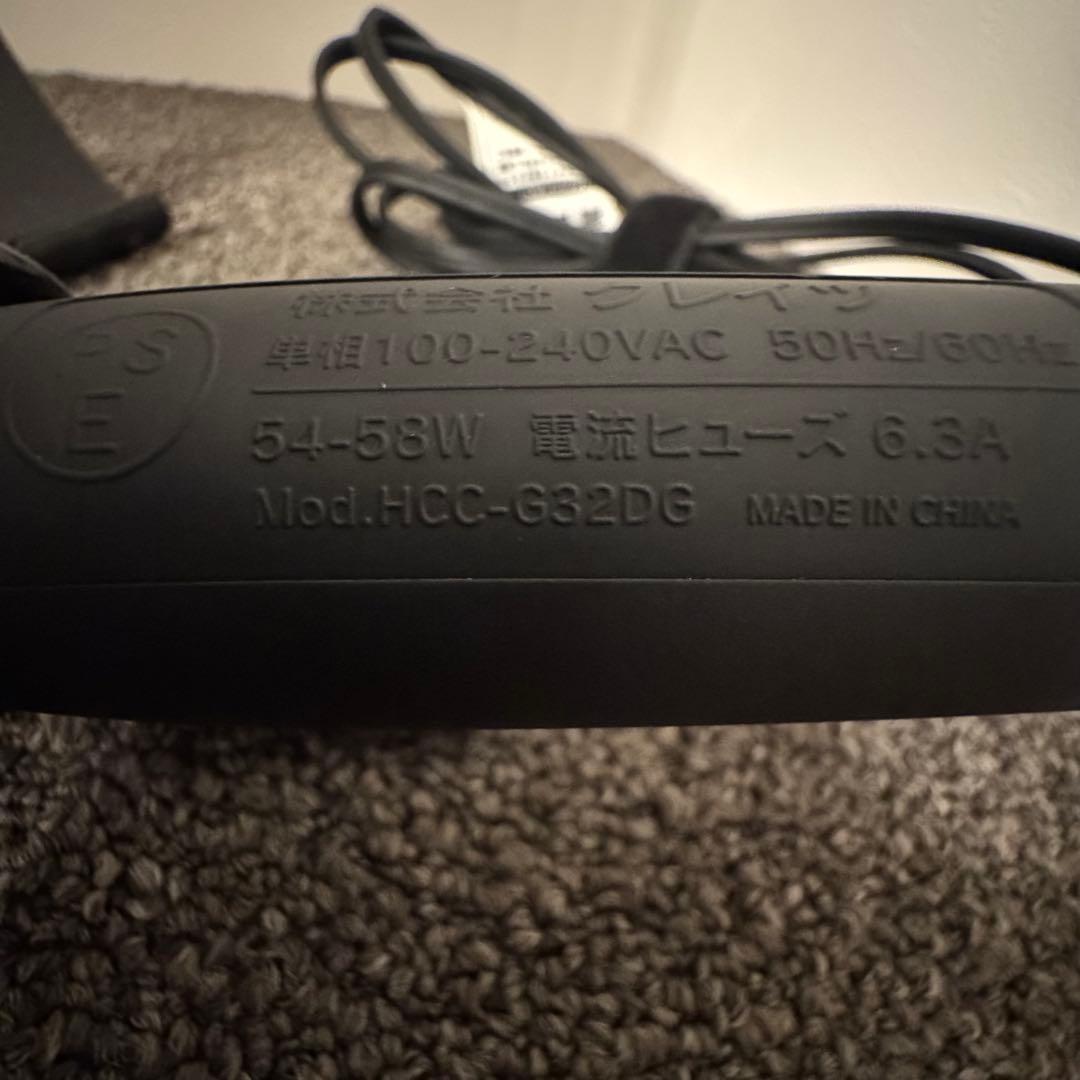 株式会社 クレイツ
単相100-240VAC 50Hz/60Hz
PSE
54-58W 電流ヒューズ 6.3A
Mod.HCC-G32DG MADE IN CHINA